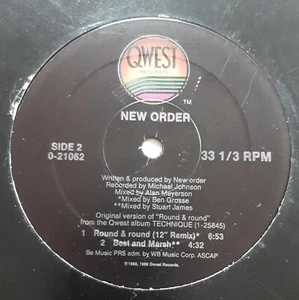 QWEST
RECORDS
TM
NEW ORDER
SIDE 2
0-21062
33 1/3 RPM
Written & produced by New order
Recorded by Michael Johnson
Mixed by Alan Meyerson
*Mixed by Ben Grosse
**Mixed by Stuart James
Original version of "Round & round"
from the Qwest album TECHNIQUE (1-25845)
1 Round & round (12" Remix)* 6:53
2 Best and Marsh** 4:32
Be Music PRS adm. by WB Music Corp. ASCAP
℗1988, 1989 Qwest Records.